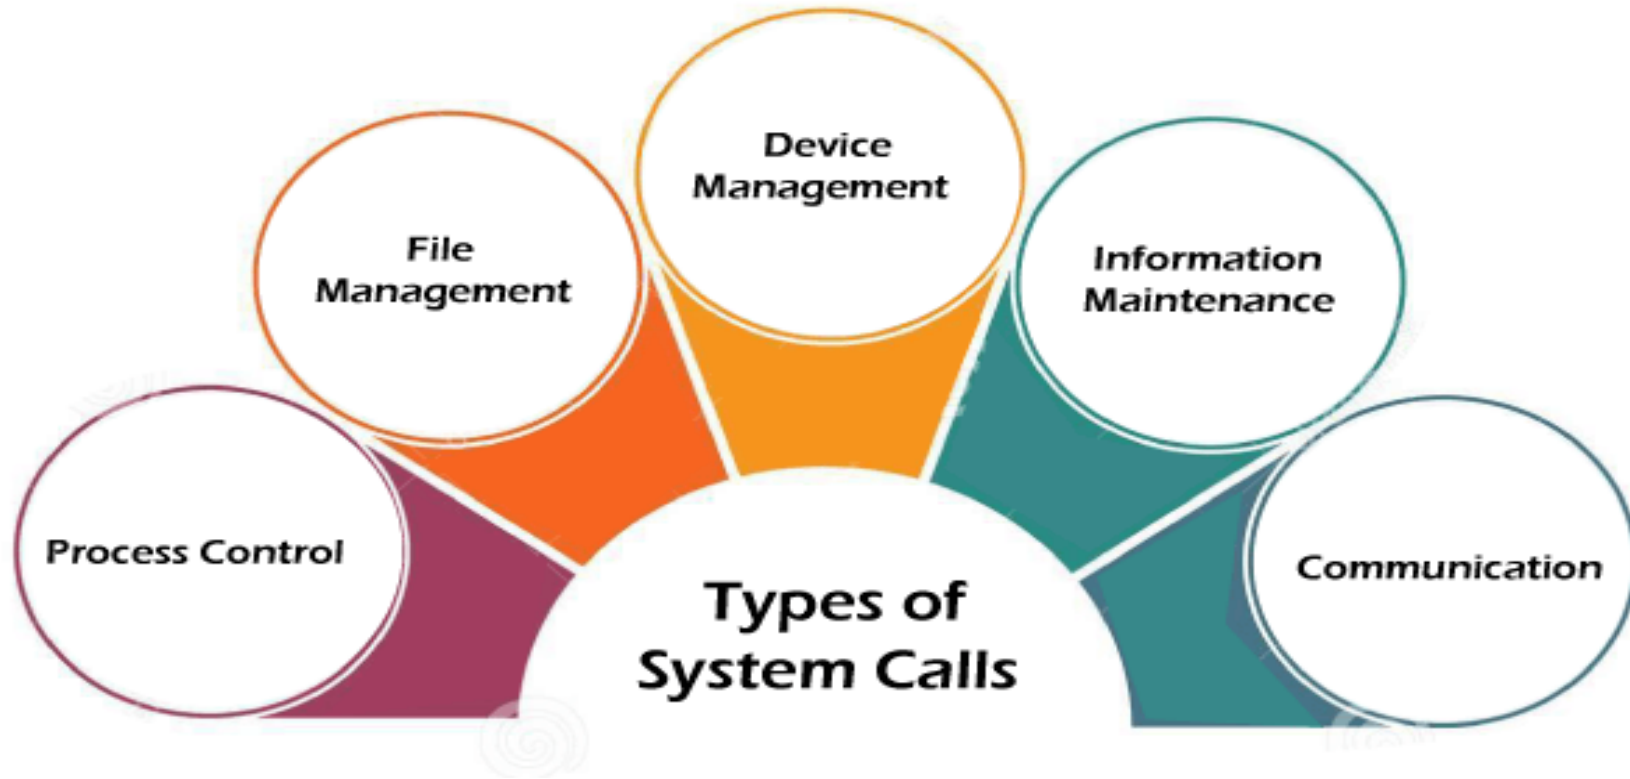 Device
Management
File
Management
Information
Maintenance
Process Control
Communication
Types of
System Calls